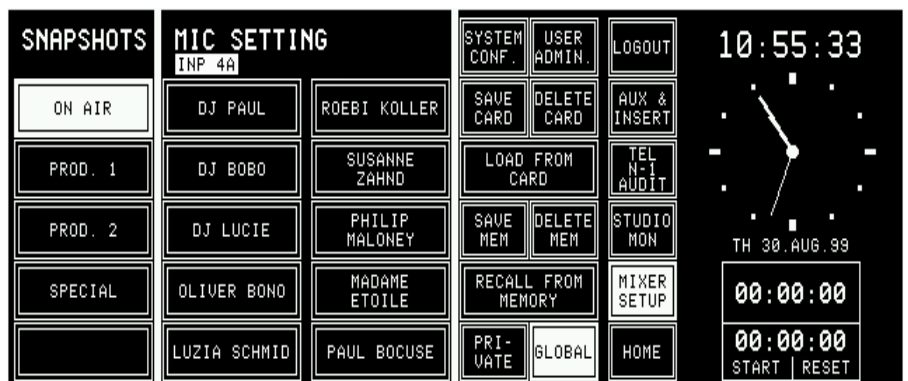 SNAPSHOTS
ON AIR
PROD. 1
PROD. 2
SPECIAL
MIC SETTING
INP 4A
DJ PAUL
ROEBI KOLLER
DJ BOBO
SUSANNE
ZAHND
DJ LUCIE
PHILIP
MALONEY
OLIVER BONO
MADAME
ETOILE
LUZIA SCHMID
PAUL BOCUSE
SYSTEM
CONF.
USER
ADMIN.
LOGOUT
SAVE
CARD
DELETE
CARD
AUX &
INSERT
LOAD FROM
CARD
TEL
N-1
AUDIT
SAVE
MEM
DELETE
MEM
STUDIO
MON
RECALL FROM
MEMORY
MIXER
SETUP
PRI-
VATE
GLOBAL
HOME
10:55:33
TH 30.AUG.99
00:00:00
00:00:00
START | RESET